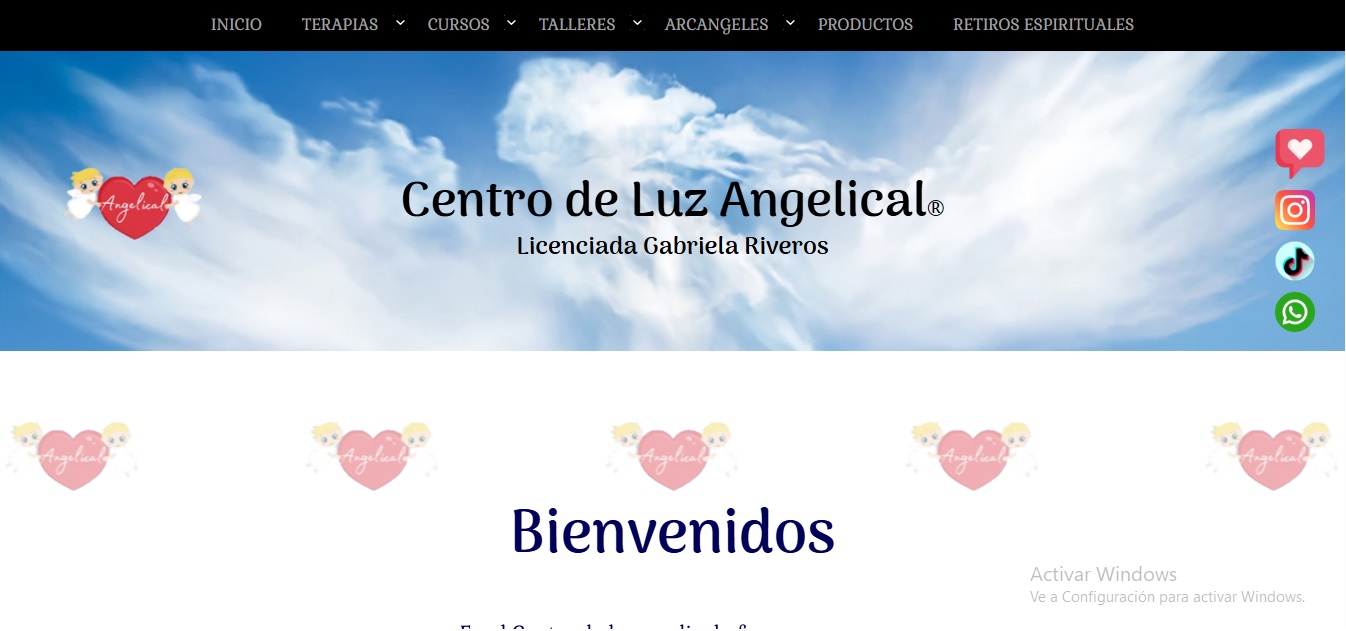 INICIO TERAPIAS CURSOS TALLERES ARCANGELES PRODUCTOS RETIROS ESPIRITUALES
Angelical
Centro de Luz Angelical®
Licenciada Gabriela Riveros
Angelical Angelical Angelical Angelical Angelical
Bienvenidos
Activar Windows
Ve a Configuración para activar Windows.